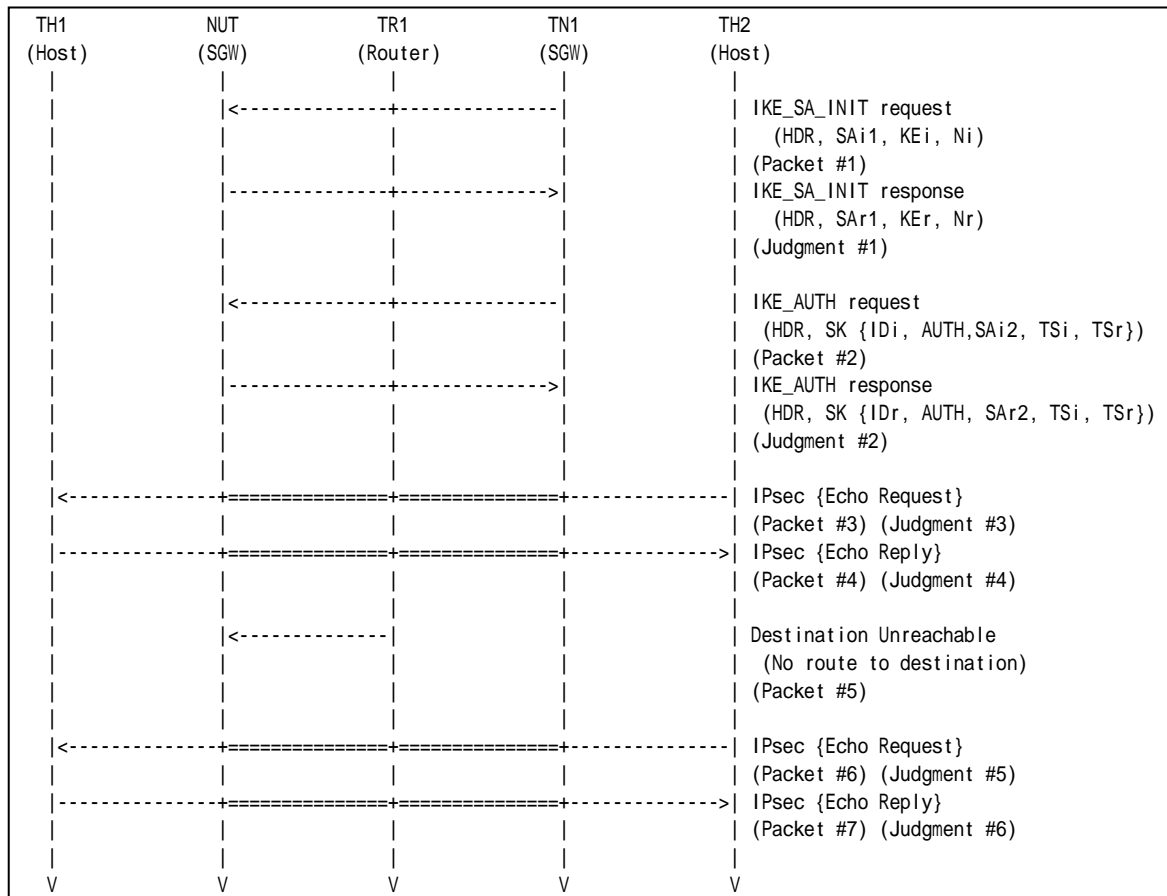 TH1 NUT TR1 TN1 TH2
(Host) (SGW) (Router) (SGW) (Host)
| | | | |
|<---------------+--------------| IKE_SA_INIT request
(HDR, SAi1, KEi, Ni)
(Packet #1)
|---------------+-------------->| IKE_SA_INIT response
(HDR, SAr1, KEr, Nr)
(Judgment #1)
|<---------------+--------------| IKE_AUTH request
(HDR, SK {IDi, AUTH,SAi2, TSi, TSr})
(Packet #2)
|---------------+-------------->| IKE_AUTH response
(HDR, SK {IDr, AUTH, SAr2, TSi, TSr})
(Judgment #2)
|<--------------+===============+===============+--------------| IPsec {Echo Request}
(Packet #3) (Judgment #3)
|---------------+===============+===============+------------->| IPsec {Echo Reply}
(Packet #4) (Judgment #4)
|<--------------| Destination Unreachable
(No route to destination)
(Packet #5)
|<--------------+===============+===============+--------------| IPsec {Echo Request}
(Packet #6) (Judgment #5)
|---------------+===============+===============+------------->| IPsec {Echo Reply}
(Packet #7) (Judgment #6)
V V V V V